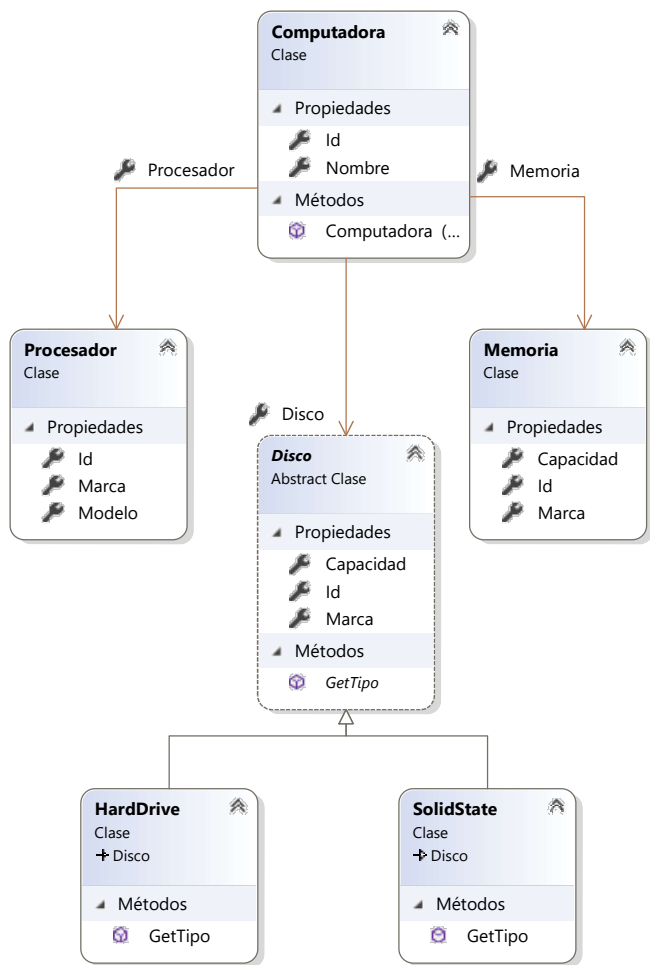 Computadora
Clase
Propiedades
Id
Nombre
Métodos
Computadora (...
Procesador
Memoria
Procesador
Clase
Propiedades
Id
Marca
Modelo
Memoria
Clase
Propiedades
Capacidad
Id
Marca
Disco
Disco
Abstract Clase
Propiedades
Capacidad
Id
Marca
Métodos
GetTipo
HardDrive
Clase
Disco
Métodos
GetTipo
SolidState
Clase
Disco
Métodos
GetTipo